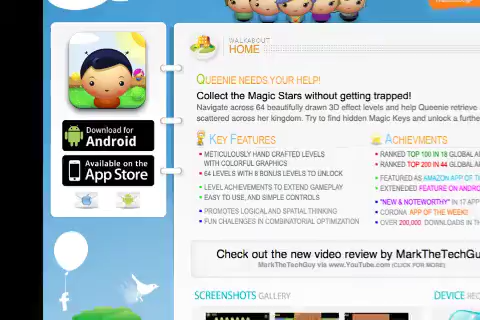 WALKABOUT
HOME
QUEENIE NEEDS YOUR HELP!
Collect the Magic Stars without getting trapped!
Navigate across 64 beautifully drawn 3D effect levels and help Queenie retrieve
scattered across her kingdom. Try to find hidden Magic Keys and unlock a
Download for
Android
Available on the
App Store
KEY FEATURES
METICULOUSLY HAND CRAFTED LEVELS
WITH COLORFUL GRAPHICS
64 LEVELS WITH 8 BONUS LEVELS TO UNLOCK
LEVEL ACHIEVEMENTS TO EXTEND GAMEPLAY
EASY TO USE, AND SIMPLE CONTROLS
PROMOTES LOGICAL AND SPATIAL THINKING
FUN CHALLENGES IN COMBINATORIAL OPTIMIZATION
ACHIEVMENTS
RANKED TOP 100 IN 18 GLOBAL
RANKED TOP 200 IN 44 GLOBAL
FEATURED AS AMAZON APP OF
EXTENEDED FEATURE ON
"NEW & NOTEWORTHY" IN 17
CORONA APP OF THE WEEK!!
OVER 200,000 DOWNLOADS IN
Check out the new video review by
MarkTheTechGuy via www.YouTube.com (CLICK FOR MORE)
SCREENSHOTS GALLERY
DEVICE
f